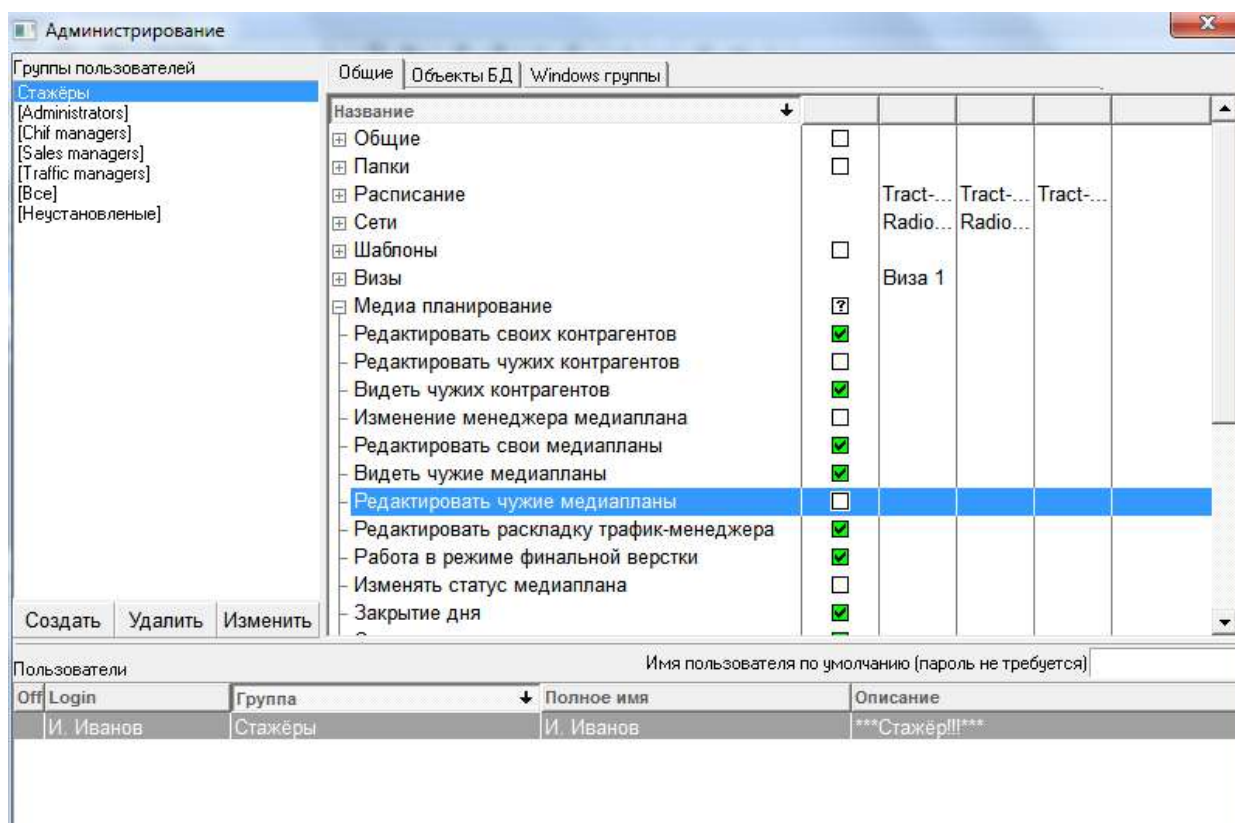 Администрирование
Группы пользователей
Стажёры
[Administrators]
[Chif managers]
[Sales managers]
[Traffic managers]
[Все]
[Неустановленые]
Создать Удалить Изменить
Общие Объекты БД Windows группы
Название
Общие
Папки
Расписание Tract-... Tract-... Tract-...
Сети Radio... Radio...
Шаблоны
Визы Виза 1
Медиа планирование ?
Редактировать своих контрагентов
Редактировать чужих контрагентов
Видеть чужих контрагентов
Изменение менеджера медиаплана
Редактировать свои медиапланы
Видеть чужие медиапланы
Редактировать чужие медиапланы
Редактировать раскладку трафик-менеджера
Работа в режиме финальной верстки
Изменять статус медиаплана
Закрытие дня
Пользователи Имя пользователя по умолчанию (пароль не требуется)
Off Login Группа Полное имя Описание
И. Иванов Стажёры И. Иванов ***Стажёр!!!***